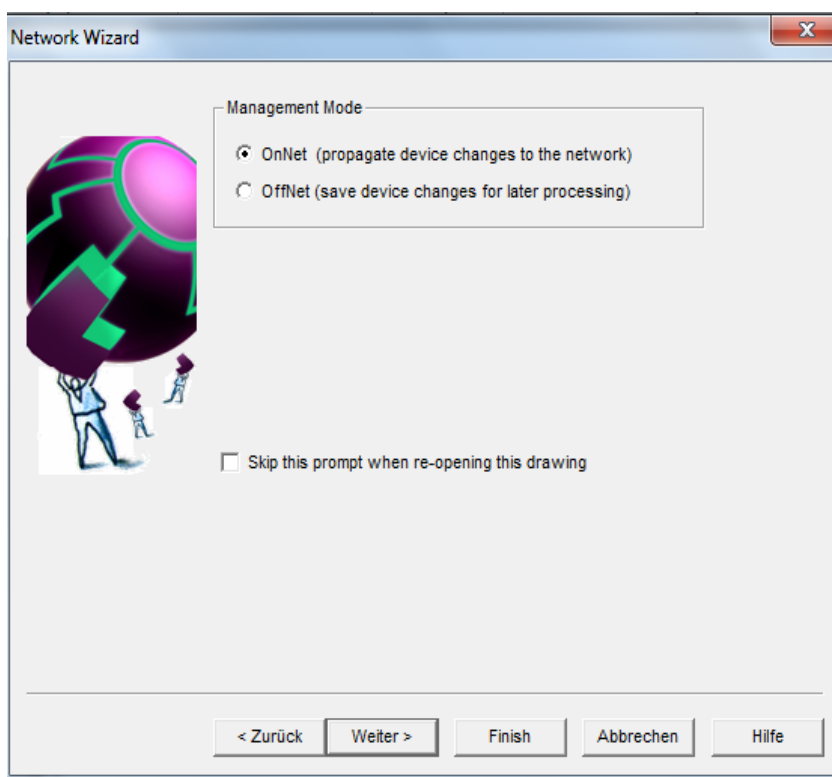 Network Wizard
Management Mode
OnNet (propagate device changes to the network)
OffNet (save device changes for later processing)
Skip this prompt when re-opening this drawing
< Zurück Weiter > Finish Abbrechen Hilfe